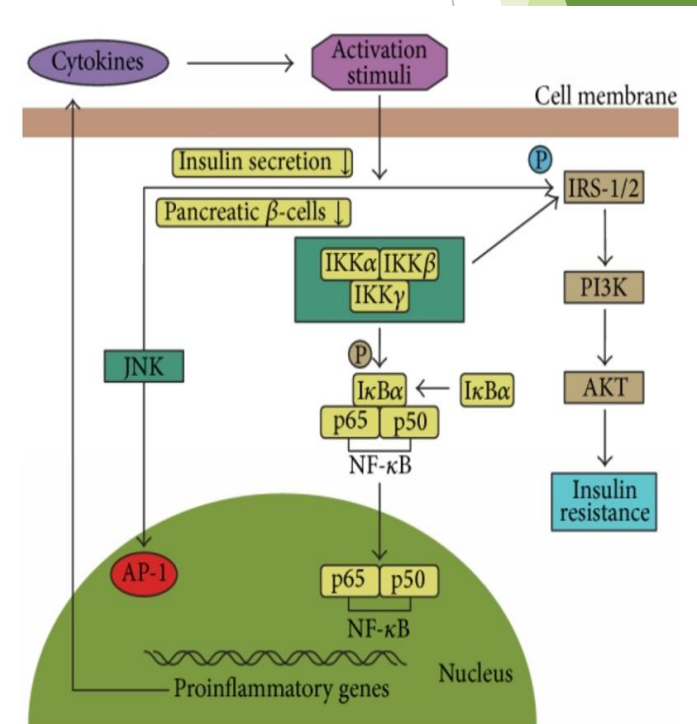 Cytokines
Activation
stimuli
Cell membrane
Insulin secretion ↓
P
IRS-1/2
Pancreatic β-cells ↓
IKKα IKKβ
IKKγ
PI3K
JNK
P
IκBα
IκBα
AKT
p65 p50
NF-κB
Insulin
resistance
AP-1
p65 p50
NF-κB
Nucleus
Proinflammatory genes